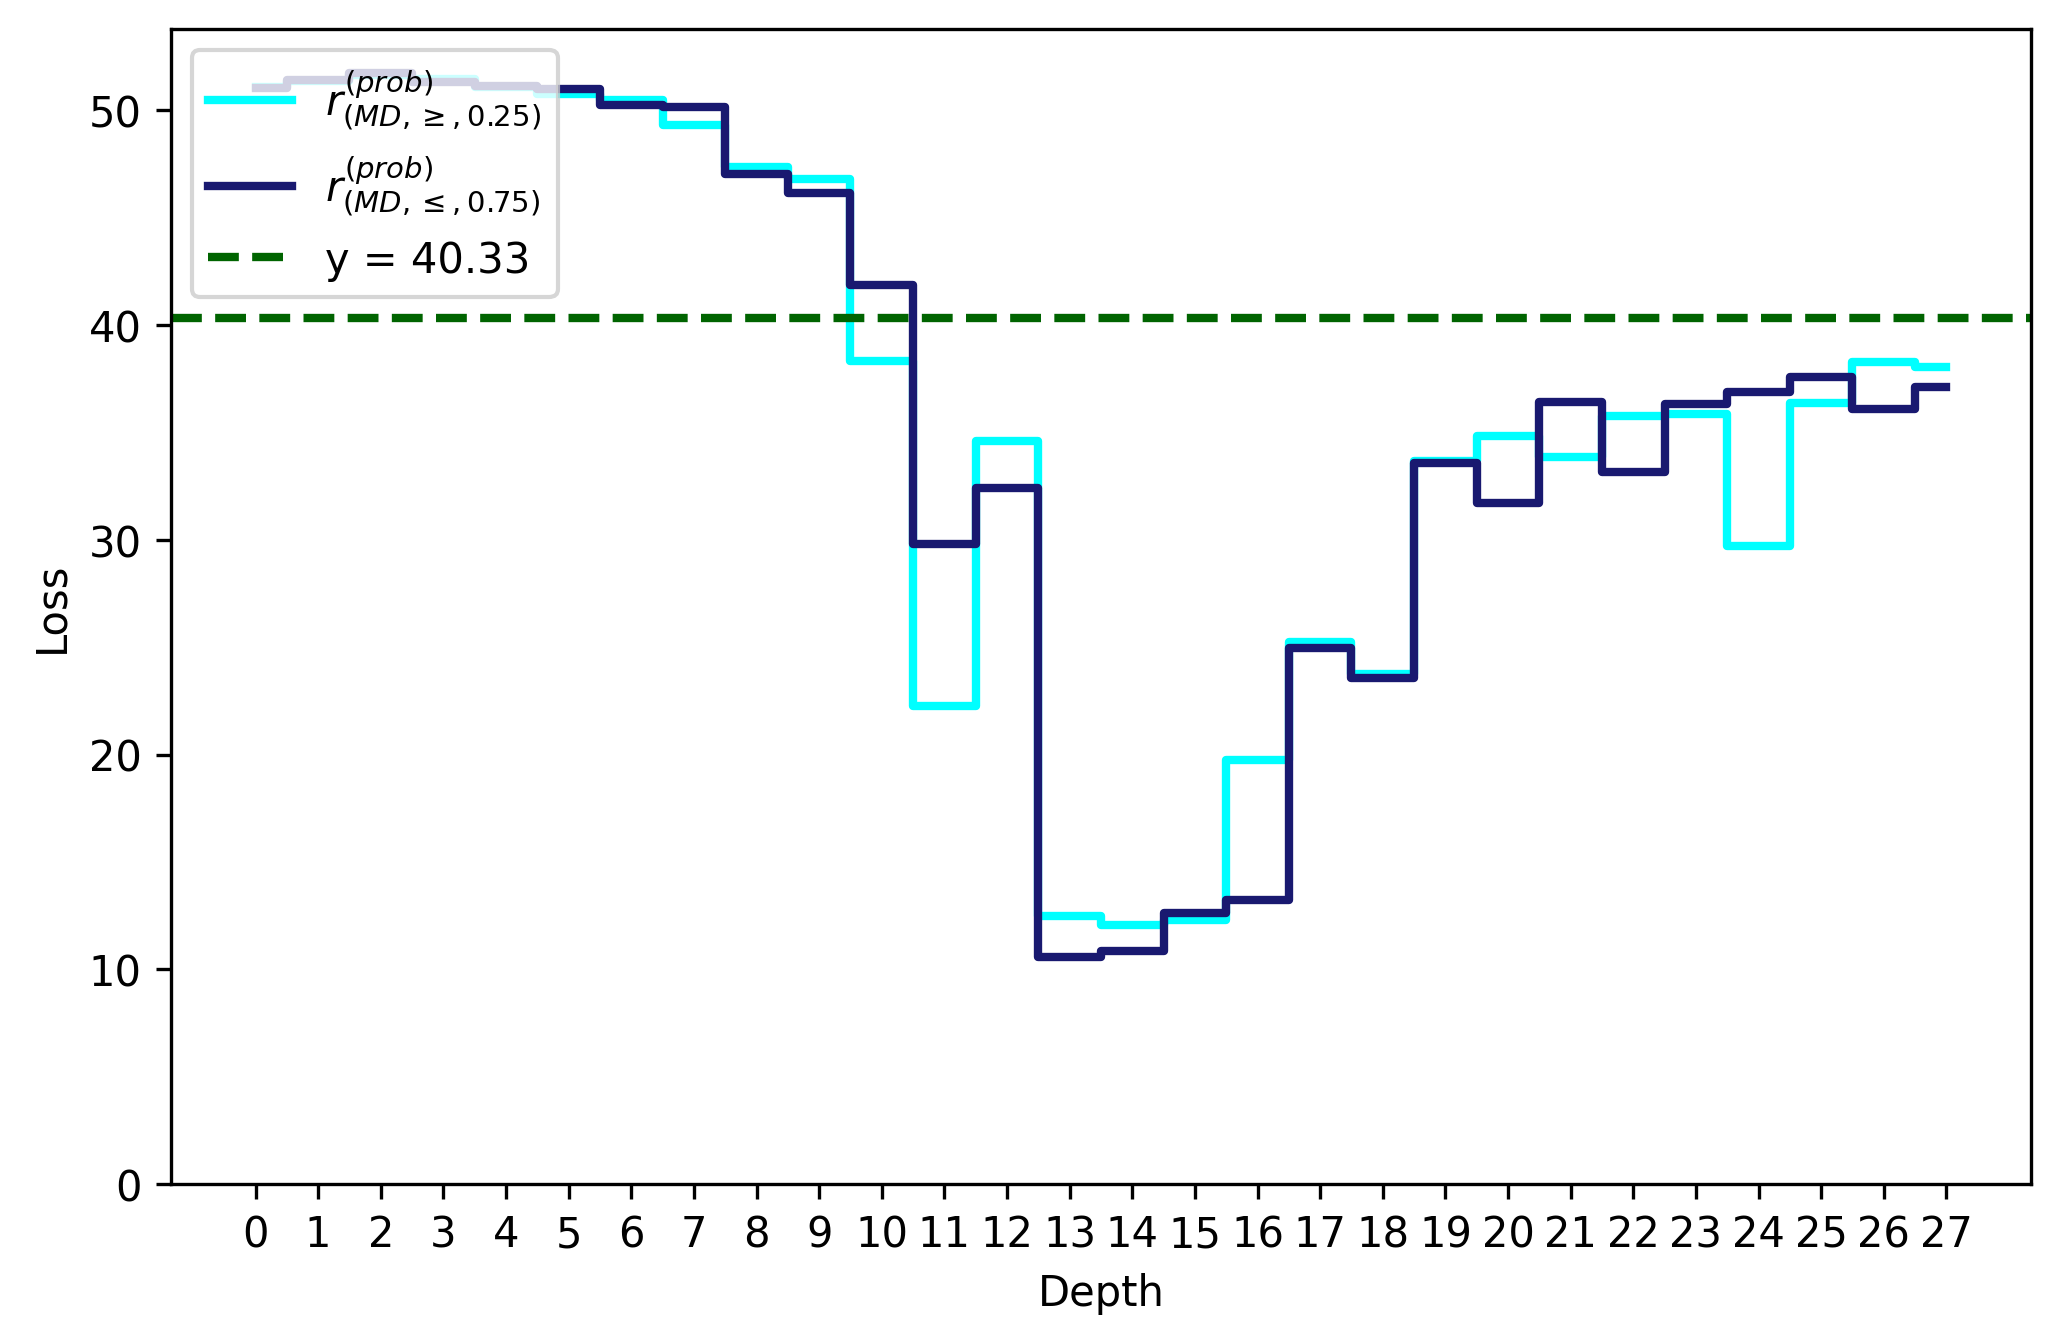 r_{(MD, ≥, 0.25)}^{(prob)}
r_{(MD, ≤, 0.75)}^{(prob)}
y = 40.33
50
40
30
20
10
0
Loss
0 1 2 3 4 5 6 7 8 9 10 11 12 13 14 15 16 17 18 19 20 21 22 23 24 25 26 27
Depth